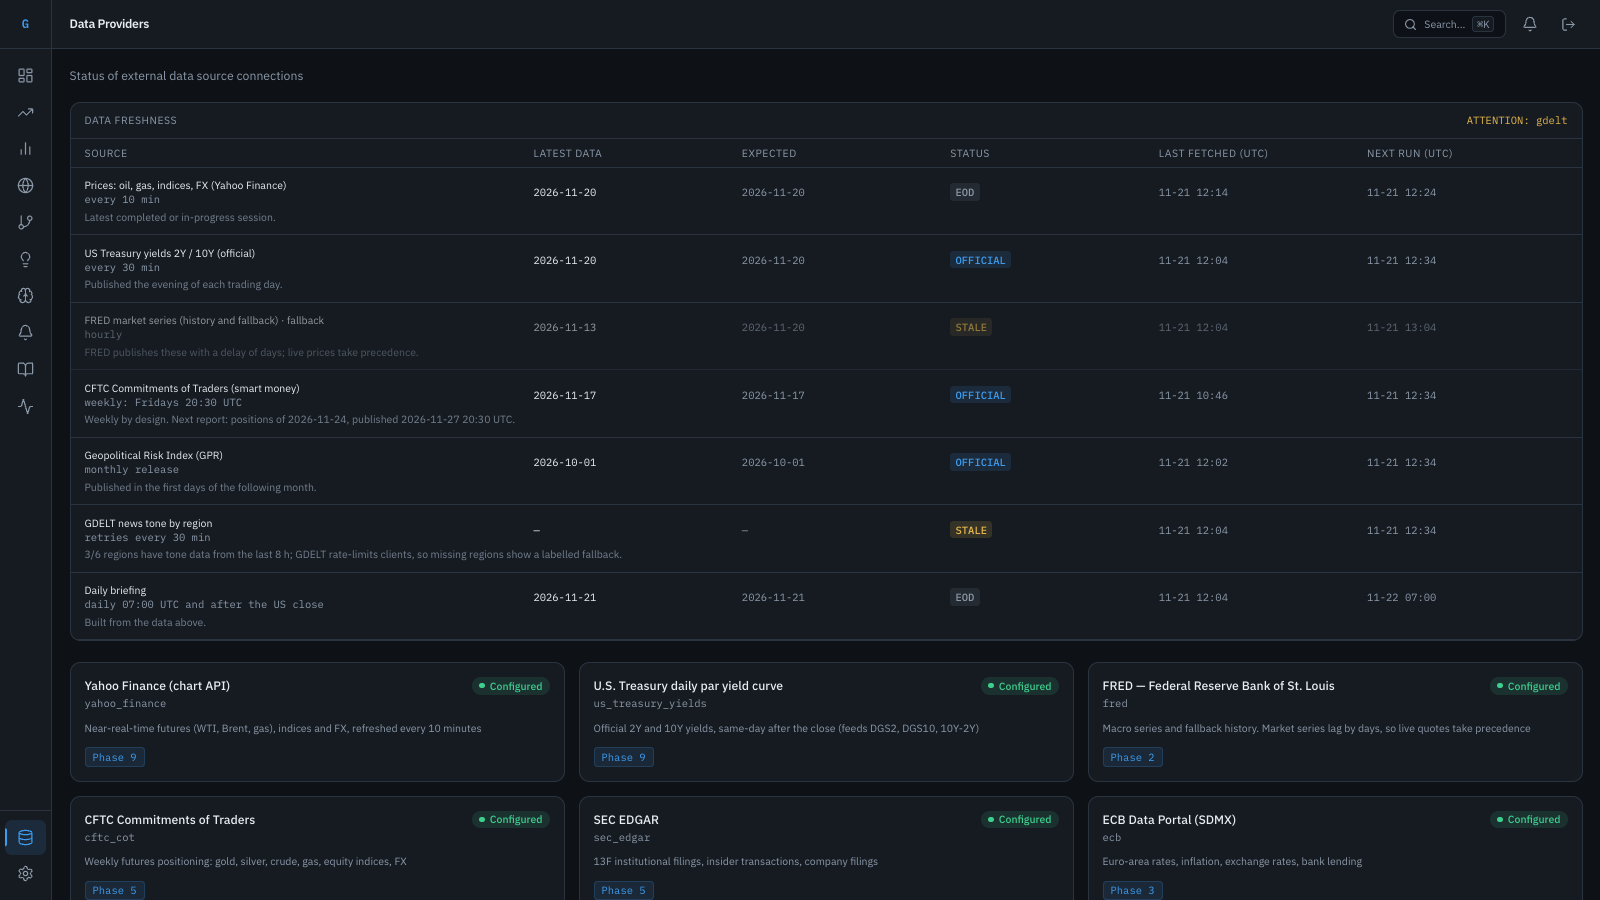 G
Data Providers
Search... ⌘K
Status of external data source connections
DATA FRESHNESS
ATTENTION: gdelt
SOURCE LATEST DATA EXPECTED STATUS LAST FETCHED (UTC) NEXT RUN (UTC)
Prices: oil, gas, indices, FX (Yahoo Finance)
every 10 min
Latest completed or in-progress session.
2026-11-20 2026-11-20 EOD 11-21 12:14 11-21 12:24
US Treasury yields 2Y / 10Y (official)
every 30 min
Published the evening of each trading day.
2026-11-20 2026-11-20 OFFICIAL 11-21 12:04 11-21 12:34
FRED market series (history and fallback) · fallback
hourly
FRED publishes these with a delay of days; live prices take precedence.
2026-11-13 2026-11-20 STALE 11-21 12:04 11-21 13:04
CFTC Commitments of Traders (smart money)
weekly: Fridays 20:30 UTC
Weekly by design. Next report: positions of 2026-11-24, published 2026-11-27 20:30 UTC.
2026-11-17 2026-11-17 OFFICIAL 11-21 10:46 11-21 12:34
Geopolitical Risk Index (GPR)
monthly release
Published in the first days of the following month.
2026-10-01 2026-10-01 OFFICIAL 11-21 12:02 11-21 12:34
GDELT news tone by region
retries every 30 min
3/6 regions have tone data from the last 8 h; GDELT rate-limits clients, so missing regions show a labelled fallback.
— — STALE 11-21 12:04 11-21 12:34
Daily briefing
daily 07:00 UTC and after the US close
Built from the data above.
2026-11-21 2026-11-21 EOD 11-21 12:04 11-22 07:00
Yahoo Finance (chart API)
Configured
yahoo_finance
Near-real-time futures (WTI, Brent, gas), indices and FX, refreshed every 10 minutes
Phase 9
U.S. Treasury daily par yield curve
Configured
us_treasury_yields
Official 2Y and 10Y yields, same-day after the close (feeds DGS2, DGS10, 10Y-2Y)
Phase 9
FRED — Federal Reserve Bank of St. Louis
Configured
fred
Macro series and fallback history. Market series lag by days, so live quotes take precedence
Phase 2
CFTC Commitments of Traders
Configured
cftc_cot
Weekly futures positioning: gold, silver, crude, gas, equity indices, FX
Phase 5
SEC EDGAR
Configured
sec_edgar
13F institutional filings, insider transactions, company filings
Phase 5
ECB Data Portal (SDMX)
Configured
ecb
Euro-area rates, inflation, exchange rates, bank lending
Phase 3